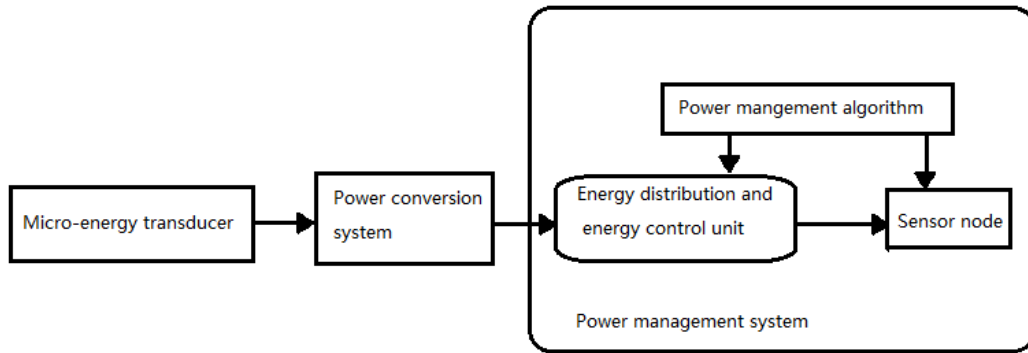 Micro-energy transducer
Power conversion
system
Power mangement algorithm
Energy distribution and
energy control unit
Sensor node
Power management system